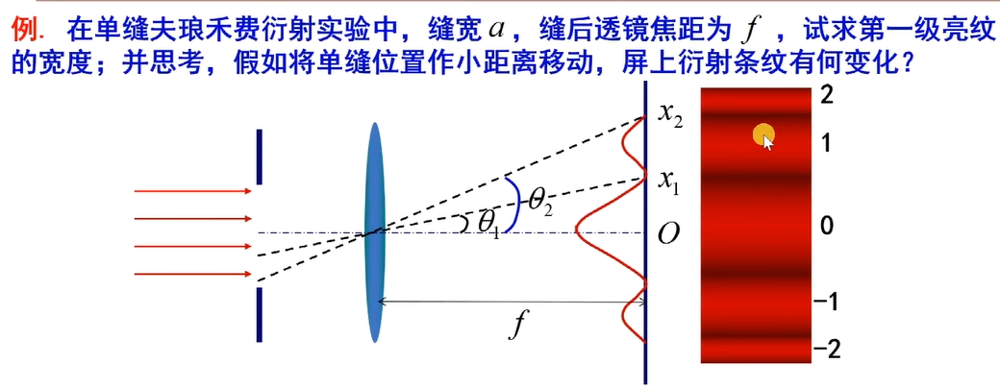 例. 在单缝夫琅禾费衍射实验中，缝宽 a ，缝后透镜焦距为 f ，试求第一级亮纹
的宽度；并思考，假如将单缝位置作小距离移动，屏上衍射条纹有何变化？
x₂
x₁
O
θ₂
θ₁
f
2
1
0
−1
−2